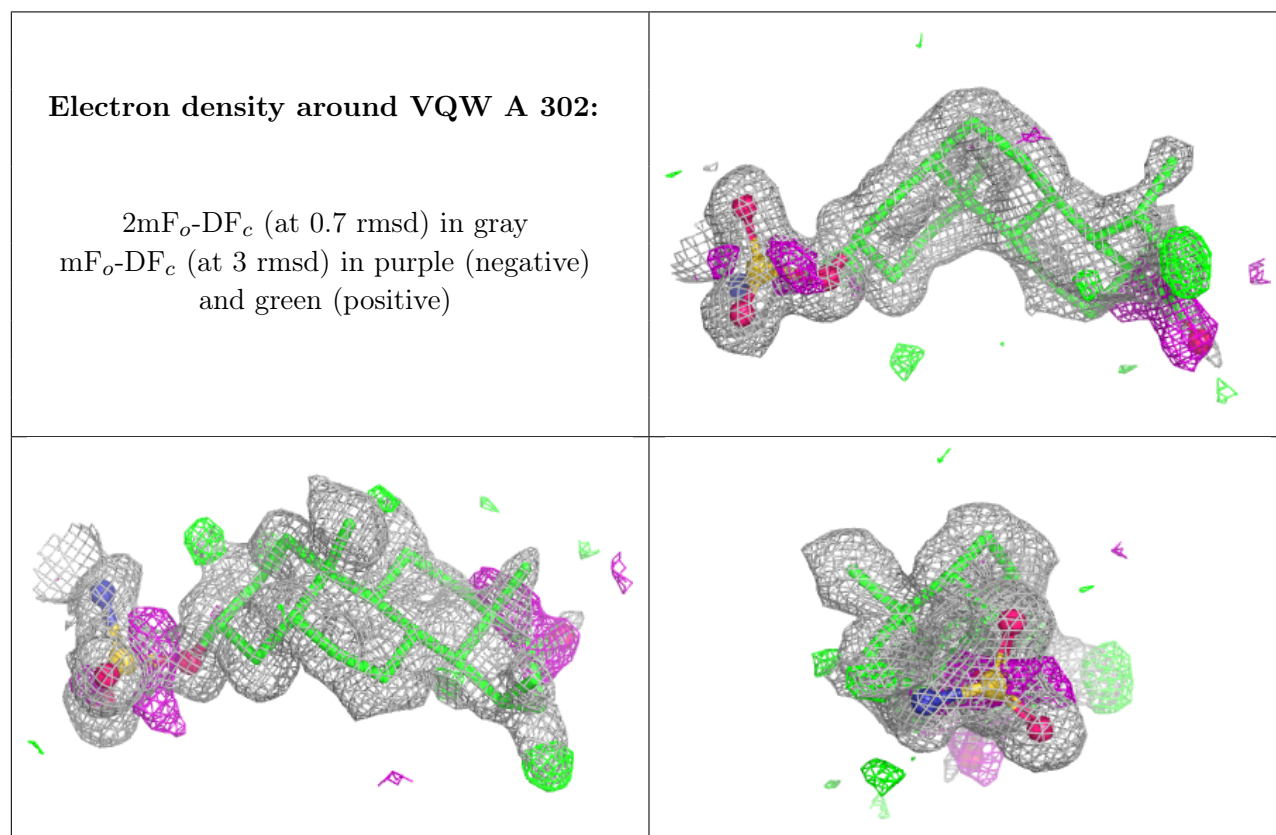 Electron density around VQW A 302:
2mFₒ-DF𝒸 (at 0.7 rmsd) in gray
mFₒ-DF𝒸 (at 3 rmsd) in purple (negative)
and green (positive)